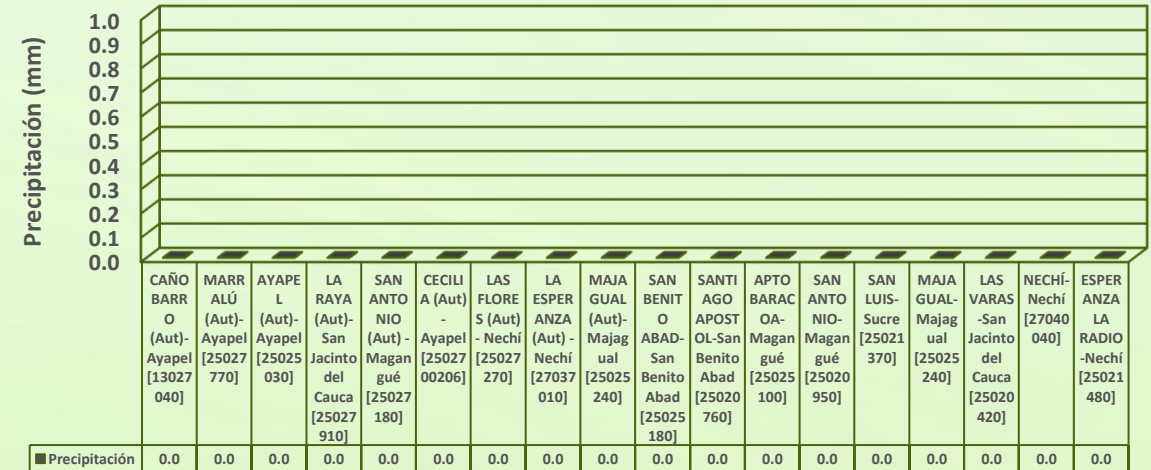 Precipitación (mm)
1.0
0.9
0.8
0.7
0.6
0.5
0.4
0.3
0.2
0.1
0.0
CAÑO
BARR
O
(Aut)-
Ayapel
[13027
040]
MARR
ALÚ
(Aut)-
Ayapel
[25027
770]
AYAPE
L
(Aut)-
Ayapel
[25025
030]
LA
RAYA
(Aut)-
San
Jacinto
del
Cauca
[25027
910]
SAN
ANTO
NIO
(Aut) -
Magan
gué
[25027
180]
CECILI
A (Aut)
-
Ayapel
[25027
00206]
LAS
FLORE
S (Aut)
- Nechí
[25027
270]
LA
ESPER
ANZA
(Aut) -
Nechí
[27037
010]
MAJA
GUAL
(Aut)-
Majag
ual
[25025
240]
SAN
BENIT
O
ABAD-
San
Benito
Abad
[25025
180]
SANTI
AGO
APOST
OL-San
Benito
Abad
[25020
760]
APTO
BARAC
OA-
Magan
gué
[25025
100]
SAN
ANTO
NIO-
Magan
gué
[25020
950]
SAN
LUIS-
Sucre
[25021
370]
MAJA
GUAL-
Majag
ual
[25025
240]
LAS
VARAS
-San
Jacinto
del
Cauca
[25020
420]
NECHÍ-
Nechí
[27040
040]
ESPER
ANZA
LA
RADIO
-Nechí
[25021
480]
Precipitación 0.0 0.0 0.0 0.0 0.0 0.0 0.0 0.0 0.0 0.0 0.0 0.0 0.0 0.0 0.0 0.0 0.0 0.0